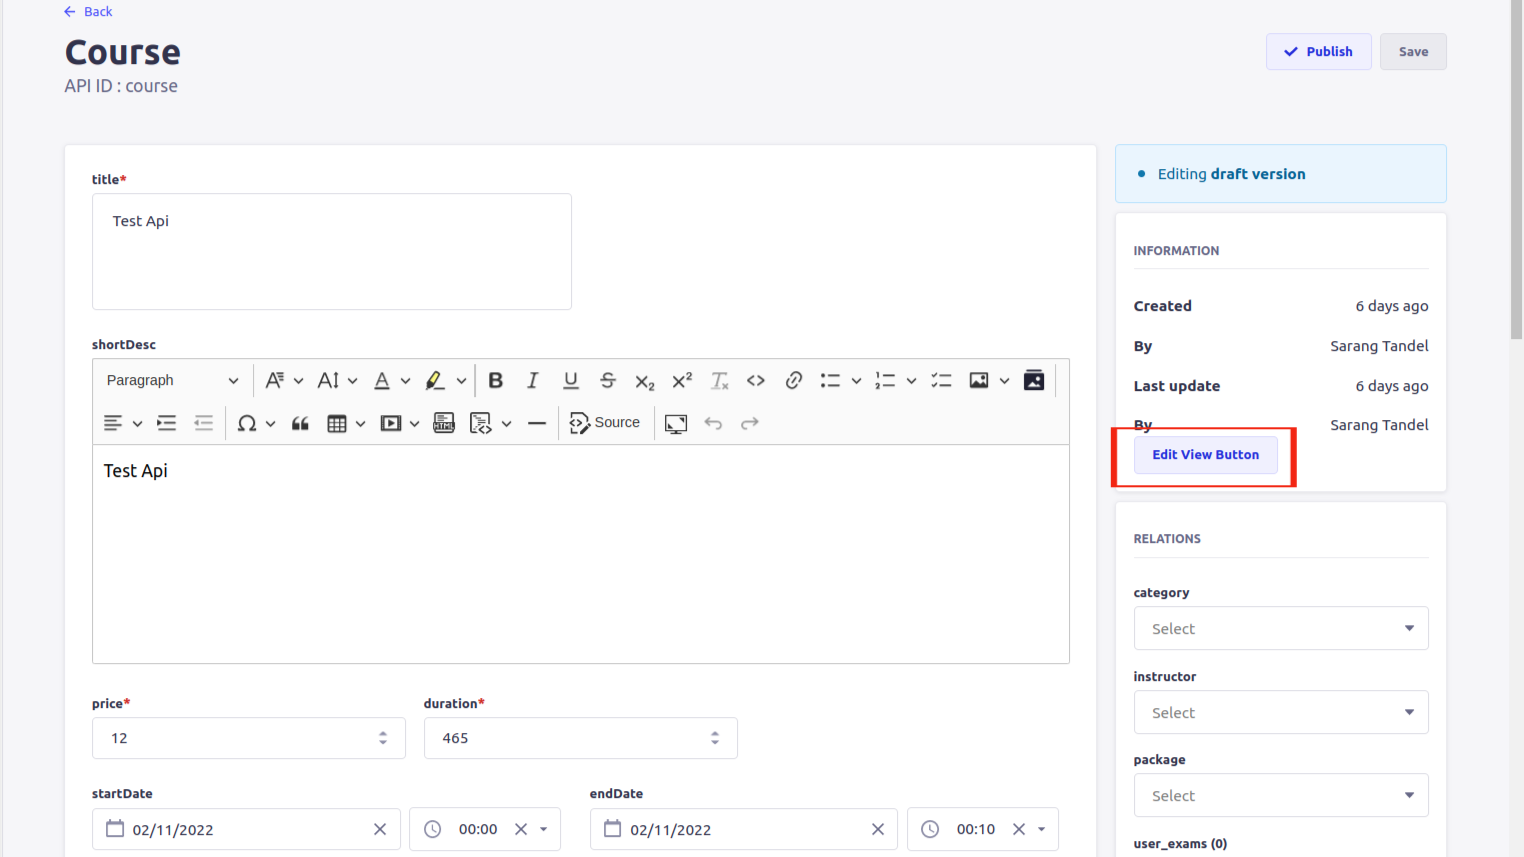 Back
Course
API ID : course
Publish
Save
title*
Test Api
shortDesc
Paragraph
Source
Test Api
price*
duration*
12
465
startDate
endDate
02/11/2022
00:00
02/11/2022
00:10
Editing draft version
INFORMATION
Created 6 days ago
By Sarang Tandel
Last update 6 days ago
By Sarang Tandel
Edit View Button
RELATIONS
category
Select
instructor
Select
package
Select
user_exams (0)